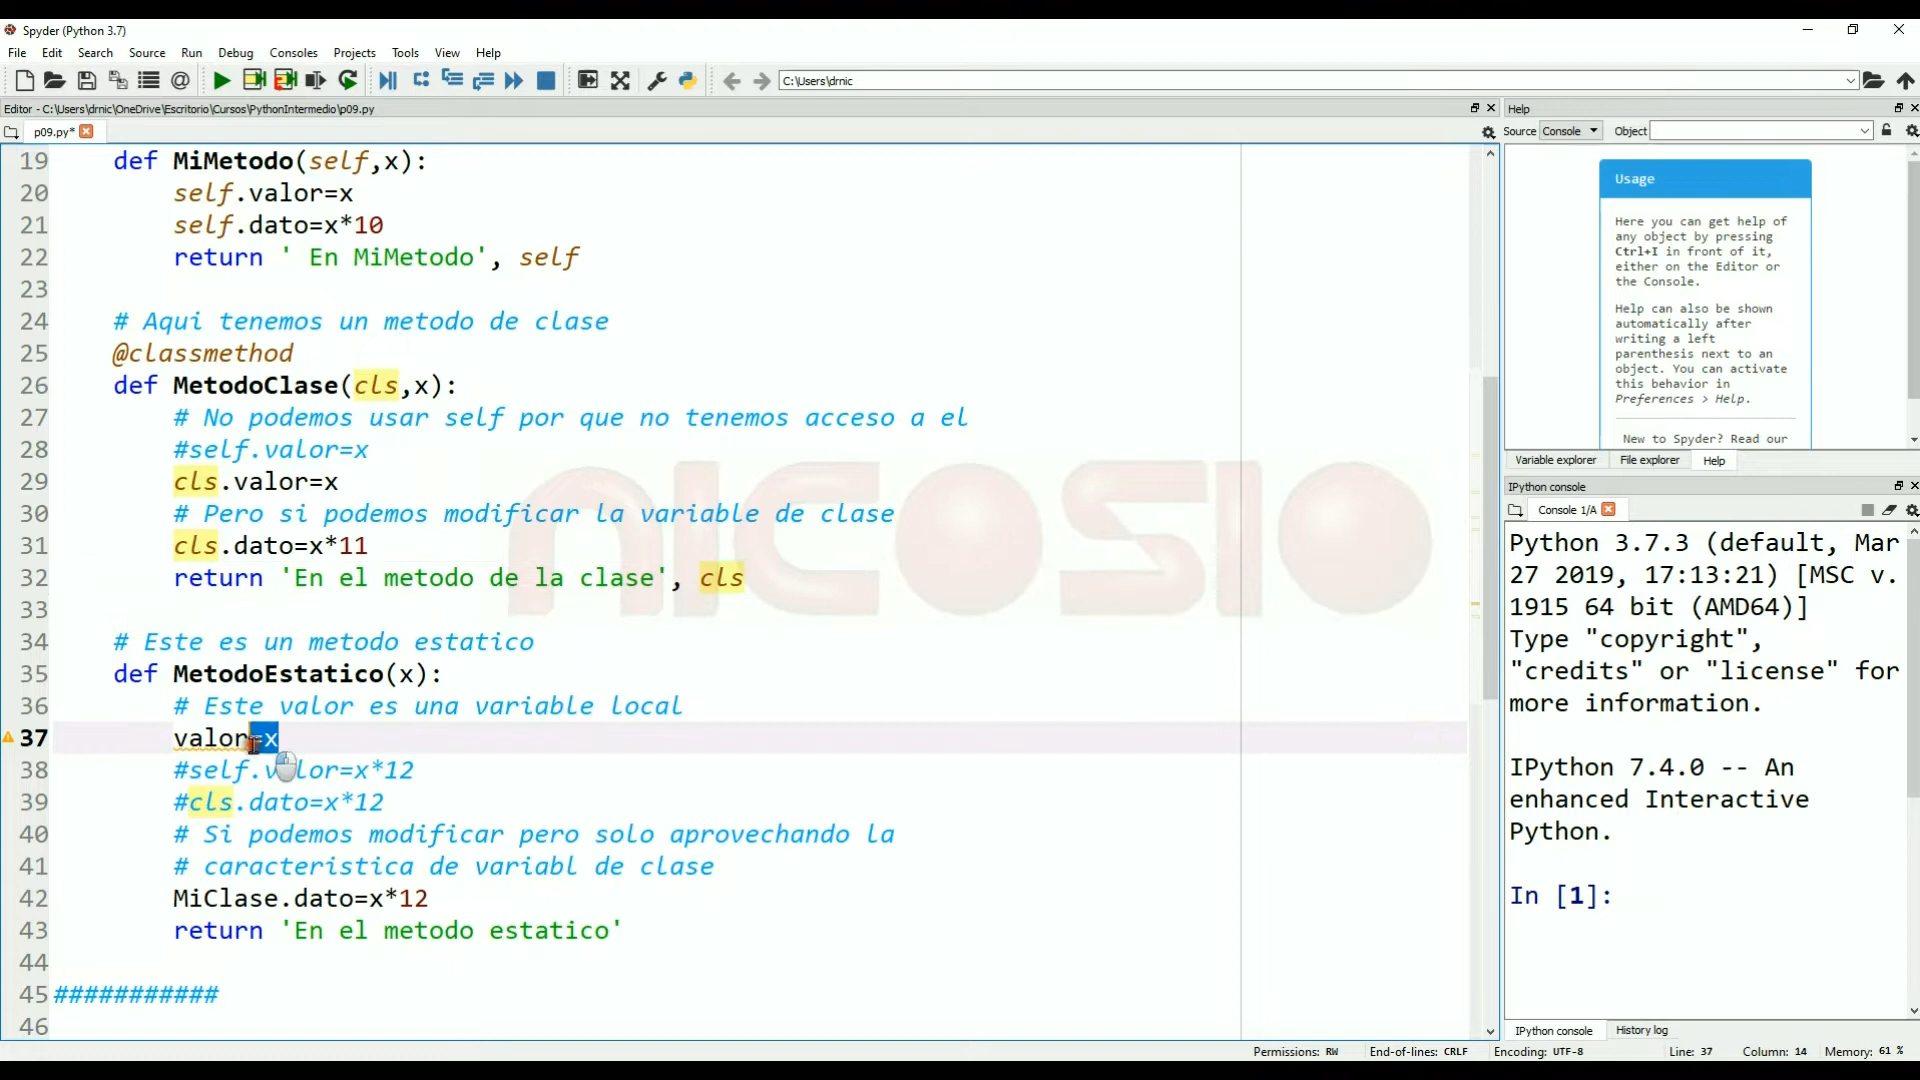 Spyder (Python 3.7)
File Edit Search Source Run Debug Consoles Projects Tools View Help
C:\Users\drnic
Editor - C:\Users\drnic\OneDrive\Escritorio\Cursos\PythonIntermedio\p09.py
p09.py*
19 def MiMetodo(self,x):
20 self.valor=x
21 self.dato=x*10
22 return ' En MiMetodo', self
23
24 # Aqui tenemos un metodo de clase
25 @classmethod
26 def MetodoClase(cls,x):
27 # No podemos usar self por que no tenemos acceso a el
28 #self.valor=x
29 cls.valor=x
30 # Pero si podemos modificar la variable de clase
31 cls.dato=x*11
32 return 'En el metodo de la clase', cls
33
34 # Este es un metodo estatico
35 def MetodoEstatico(x):
36 # Este valor es una variable local
37 valor=x
38 #self.valor=x*12
39 #cls.dato=x*12
40 # Si podemos modificar pero solo aprovechando la
41 # caracteristica de variabl de clase
42 MiClase.dato=x*12
43 return 'En el metodo estatico'
44
45 ###########
46
NICOSIO
Help
Source Console Object
Usage
Here you can get help of
any object by pressing
Ctrl+I in front of it,
either on the Editor or
the Console.
Help can also be shown
automatically after
writing a left
parenthesis next to an
object. You can activate
this behavior in
Preferences > Help.
New to Spyder? Read our
Variable explorer File explorer Help
IPython console
Console 1/A
Python 3.7.3 (default, Mar
27 2019, 17:13:21) [MSC v.
1915 64 bit (AMD64)]
Type "copyright",
"credits" or "license" for
more information.
IPython 7.4.0 -- An
enhanced Interactive
Python.
In [1]:
IPython console History log
Permissions: RW End-of-lines: CRLF Encoding: UTF-8 Line: 37 Column: 14 Memory: 61 %